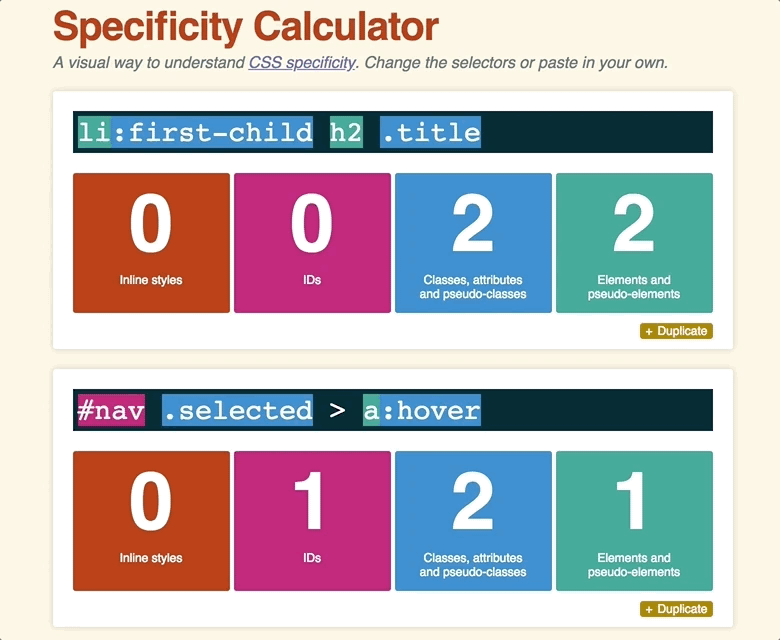 Specificity Calculator
A visual way to understand CSS specificity. Change the selectors or paste in your own.
li:first-child h2 .title
0 0 2 2
Inline styles IDs Classes, attributes Elements and
and pseudo-classes pseudo-elements
+ Duplicate
#nav .selected > a:hover
0 1 2 1
Inline styles IDs Classes, attributes Elements and
and pseudo-classes pseudo-elements
+ Duplicate